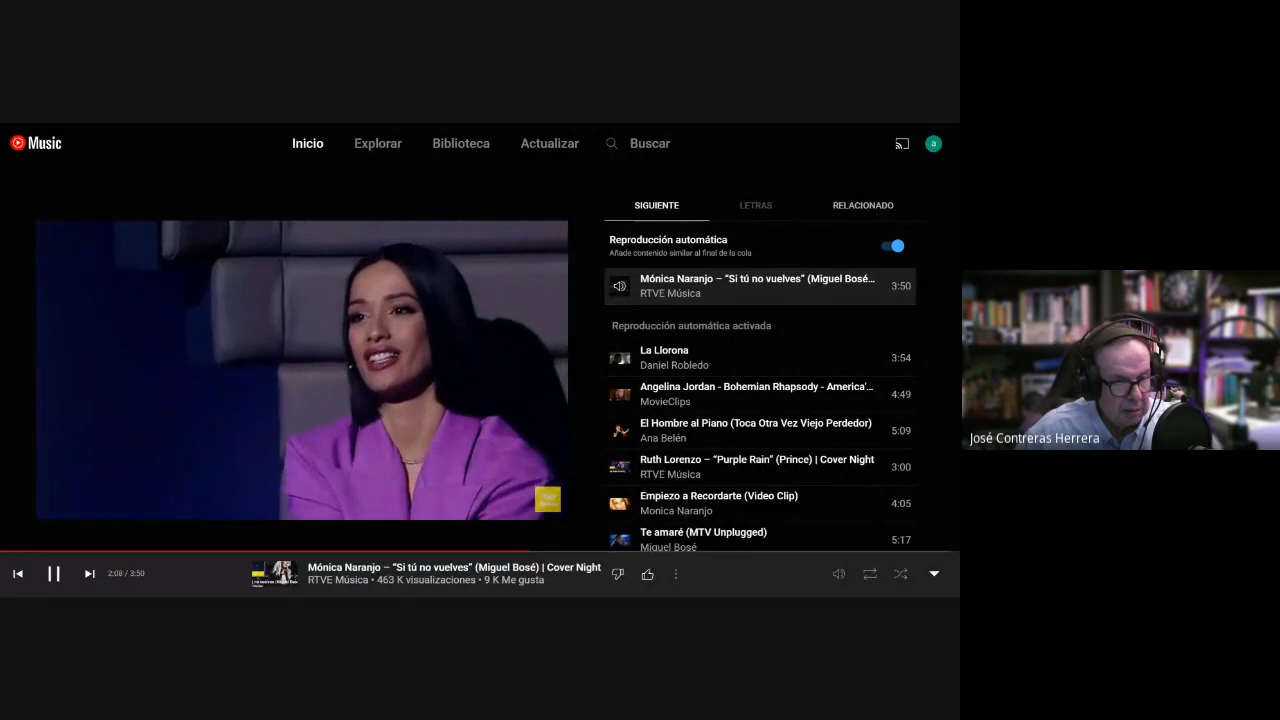 Music
Inicio
Explorar
Biblioteca
Actualizar
Buscar
a
SIGUIENTE
LETRAS
RELACIONADO
Reproducción automática
Añade contenido similar al final de la cola
Mónica Naranjo – “Si tú no vuelves” (Miguel Bosé...
RTVE Música
3:50
Reproducción automática activada
La Llorona
Daniel Robledo
3:54
Angelina Jordan - Bohemian Rhapsody - America'...
MovieClips
4:49
El Hombre al Piano (Toca Otra Vez Viejo Perdedor)
Ana Belén
5:09
Ruth Lorenzo – “Purple Rain” (Prince) | Cover Night
RTVE Música
3:00
Empiezo a Recordarte (Video Clip)
Monica Naranjo
4:05
Te amaré (MTV Unplugged)
Miguel Bosé
5:17
2:08 / 3:50
Mónica Naranjo – “Si tú no vuelves” (Miguel Bosé) | Cover Night
RTVE Música • 463 K visualizaciones • 9 K Me gusta
José Contreras Herrera